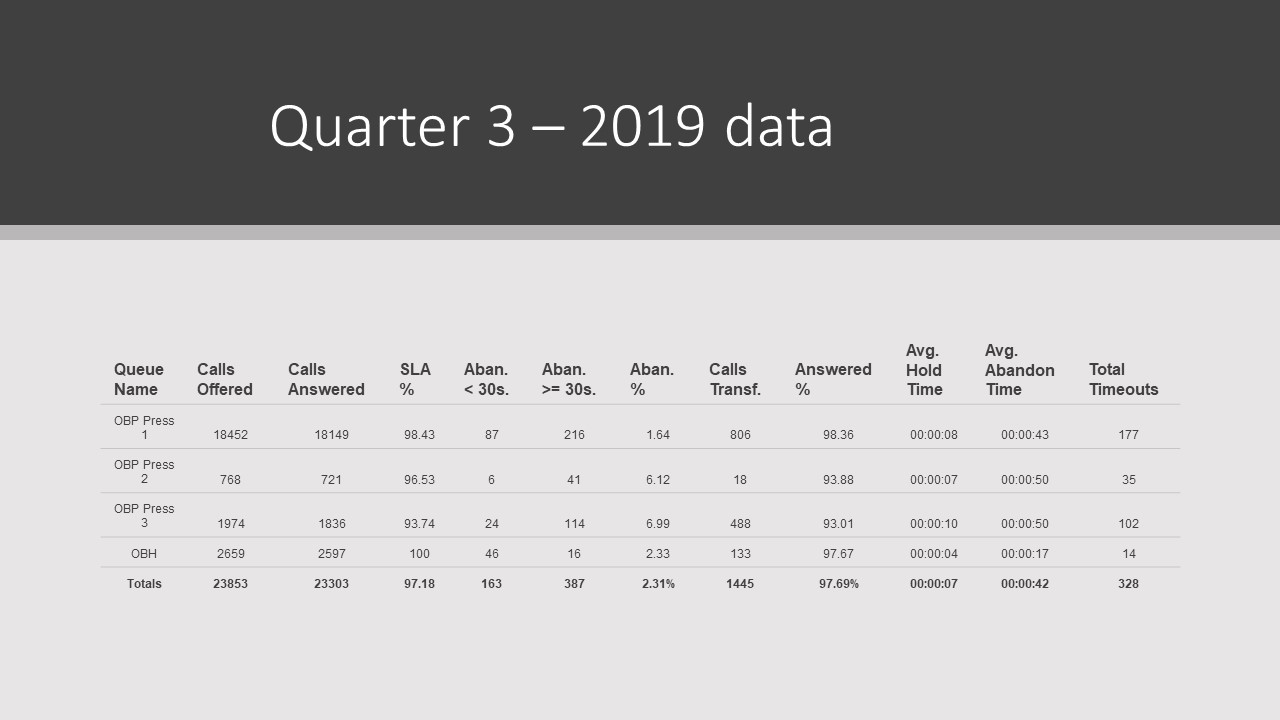 Quarter 3 – 2019 data
Queue Name Calls Offered Calls Answered SLA % Aban. < 30s. Aban. >= 30s. Aban. % Calls Transf. Answered % Avg. Hold Time Avg. Abandon Time Total Timeouts
OBP Press 1 18452 18149 98.43 87 216 1.64 806 98.36 00:00:08 00:00:43 177
OBP Press 2 768 721 96.53 6 41 6.12 18 93.88 00:00:07 00:00:50 35
OBP Press 3 1974 1836 93.74 24 114 6.99 488 93.01 00:00:10 00:00:50 102
OBH 2659 2597 100 46 16 2.33 133 97.67 00:00:04 00:00:17 14
Totals 23853 23303 97.18 163 387 2.31% 1445 97.69% 00:00:07 00:00:42 328